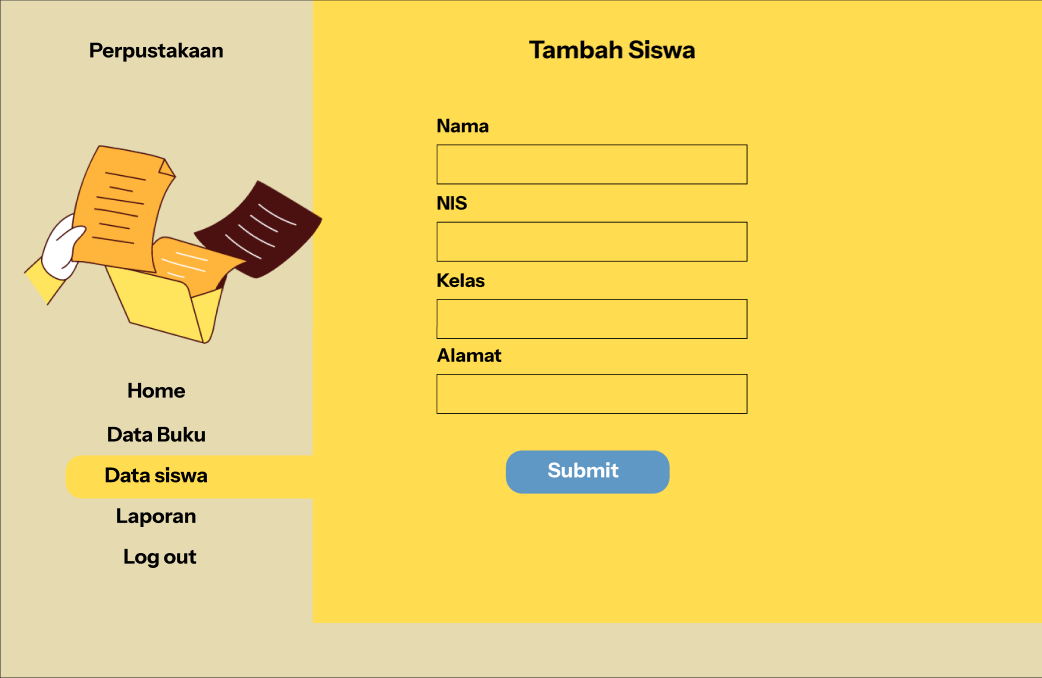 Perpustakaan
Home
Data Buku
Data siswa
Laporan
Log out
Tambah Siswa
Nama
NIS
Kelas
Alamat
Submit